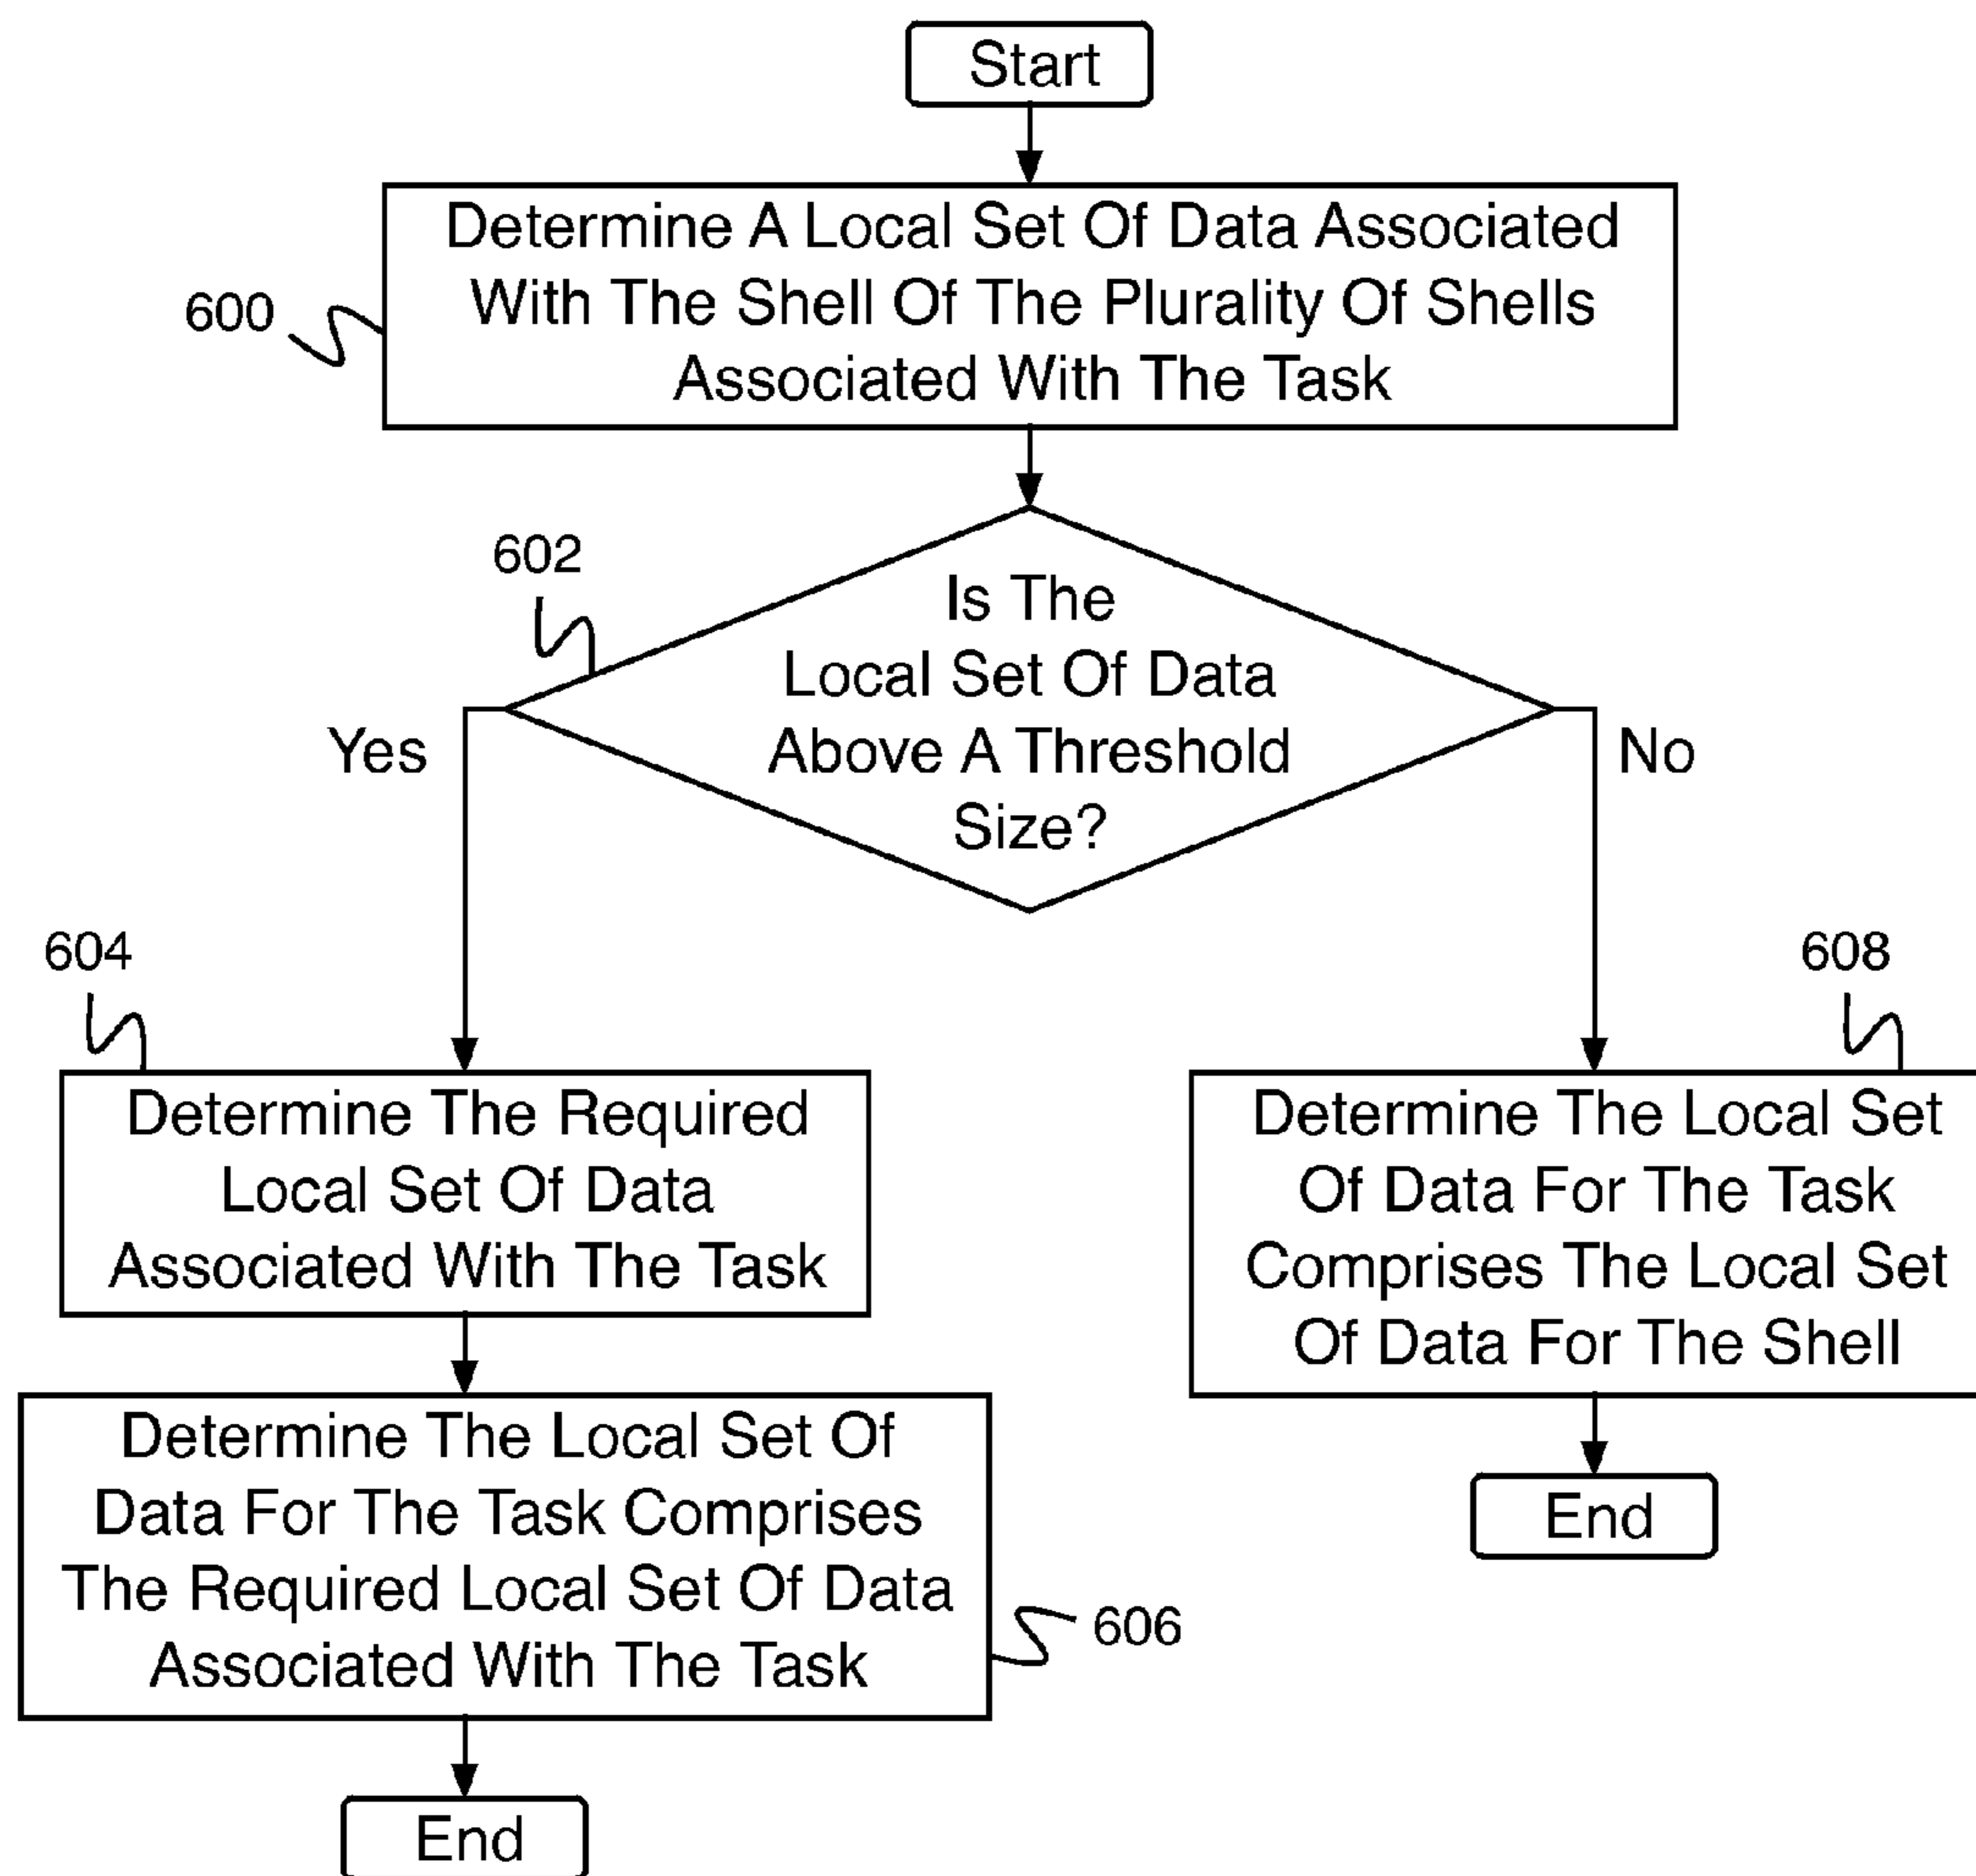 Start
Determine A Local Set Of Data Associated
With The Shell Of The Plurality Of Shells
Associated With The Task
600
602
Is The
Local Set Of Data
Above A Threshold
Size?
Yes
No
604
608
Determine The Required
Local Set Of Data
Associated With The Task
Determine The Local Set
Of Data For The Task
Comprises The Local Set
Of Data For The Shell
Determine The Local Set Of
Data For The Task Comprises
The Required Local Set Of Data
Associated With The Task
606
End
End